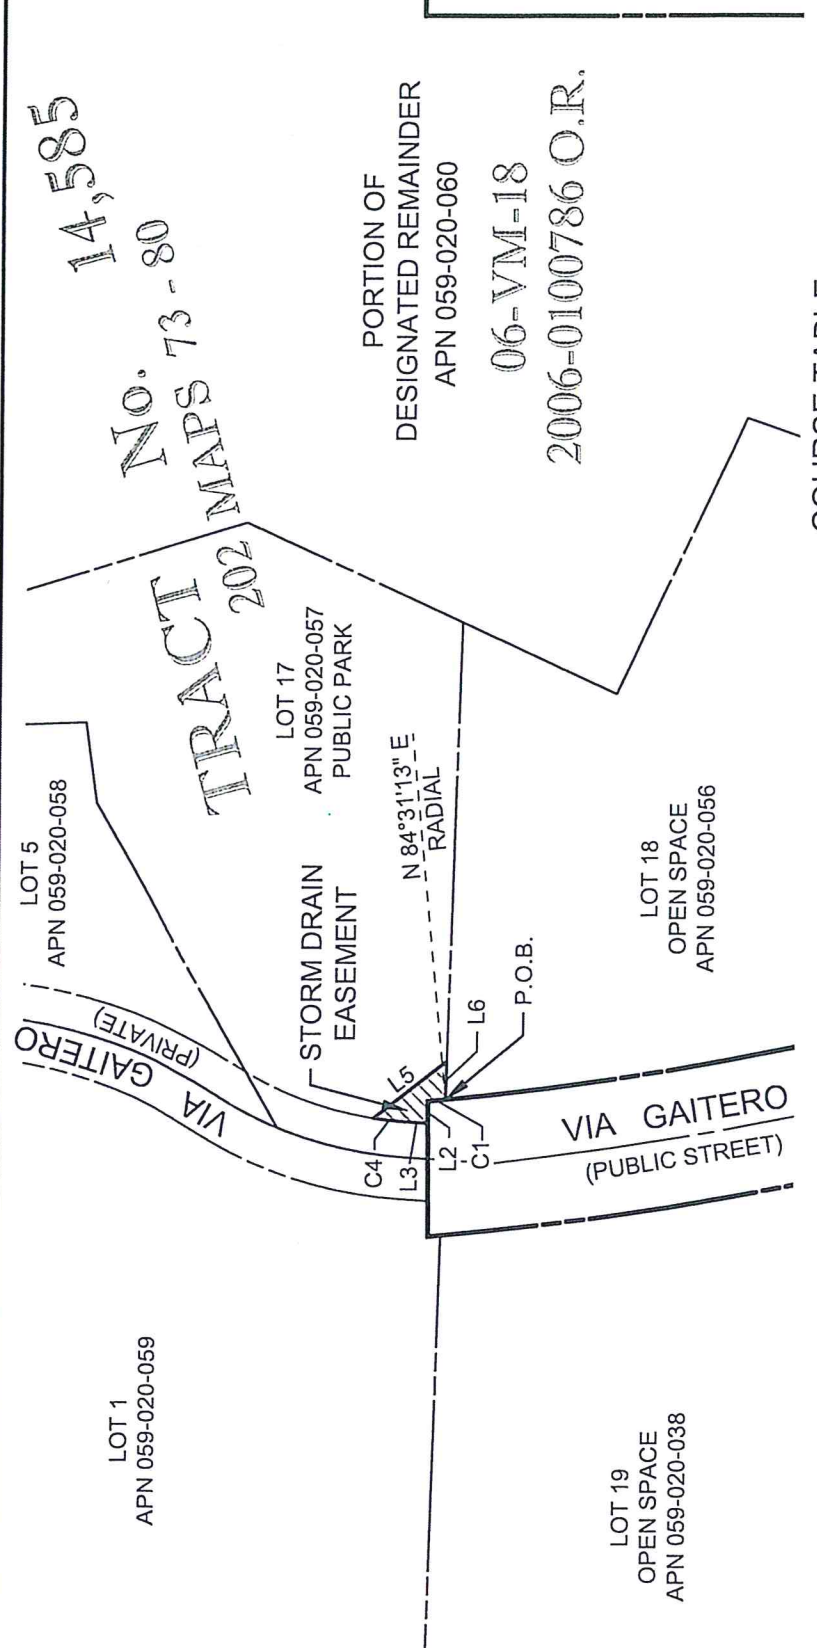 LOT 5
APN 059-020-058
TRACT No. 14,585
202 MAPS 73 - 80
LOT 17
APN 059-020-057
PUBLIC PARK
PORTION OF
DESIGNATED REMAINDER
APN 059-020-060
06-VM-18
2006-0100786 O.R.
LOT 1
APN 059-020-059
VIA GAITERO
(PRIVATE)
STORM DRAIN
EASEMENT
N 84°31'13" E
RADIAL
C4
L3
L2
C1
L5
L6
P.O.B.
VIA GAITERO
(PUBLIC STREET)
LOT 18
OPEN SPACE
APN 059-020-056
LOT 19
OPEN SPACE
APN 059-020-038
COURSE TABLE